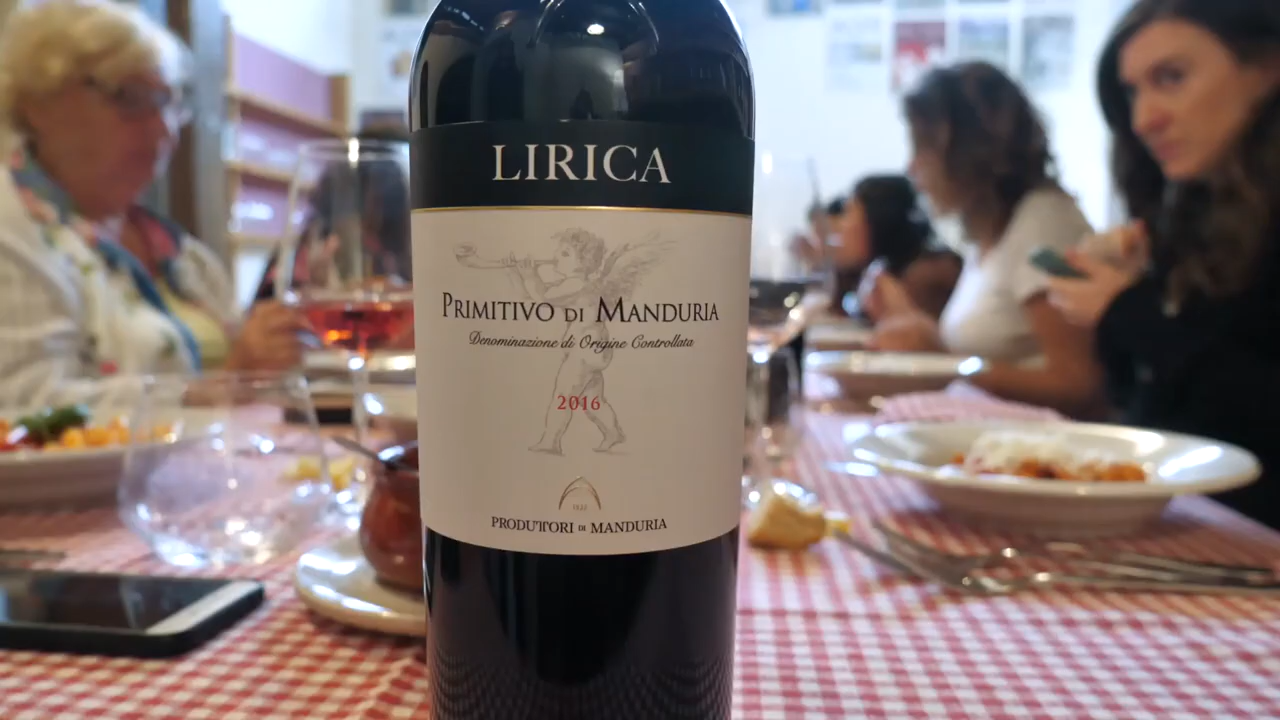 LIRICA
PRIMITIVO DI MANDURIA
Denominazione di Origine Controllata
2016
PRODUTTORI DI MANDURIA